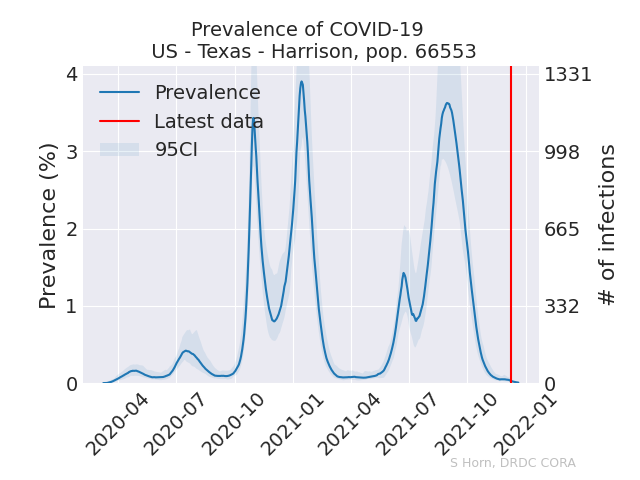 Prevalence of COVID-19
US - Texas - Harrison, pop. 66553
Prevalence
Latest data
95CI
Prevalence (%)
4
3
2
1
0
1331
998
665
332
0
# of infections
2020-04
2020-07
2020-10
2021-01
2021-04
2021-07
2021-10
2022-01
S Horn, DRDC CORA